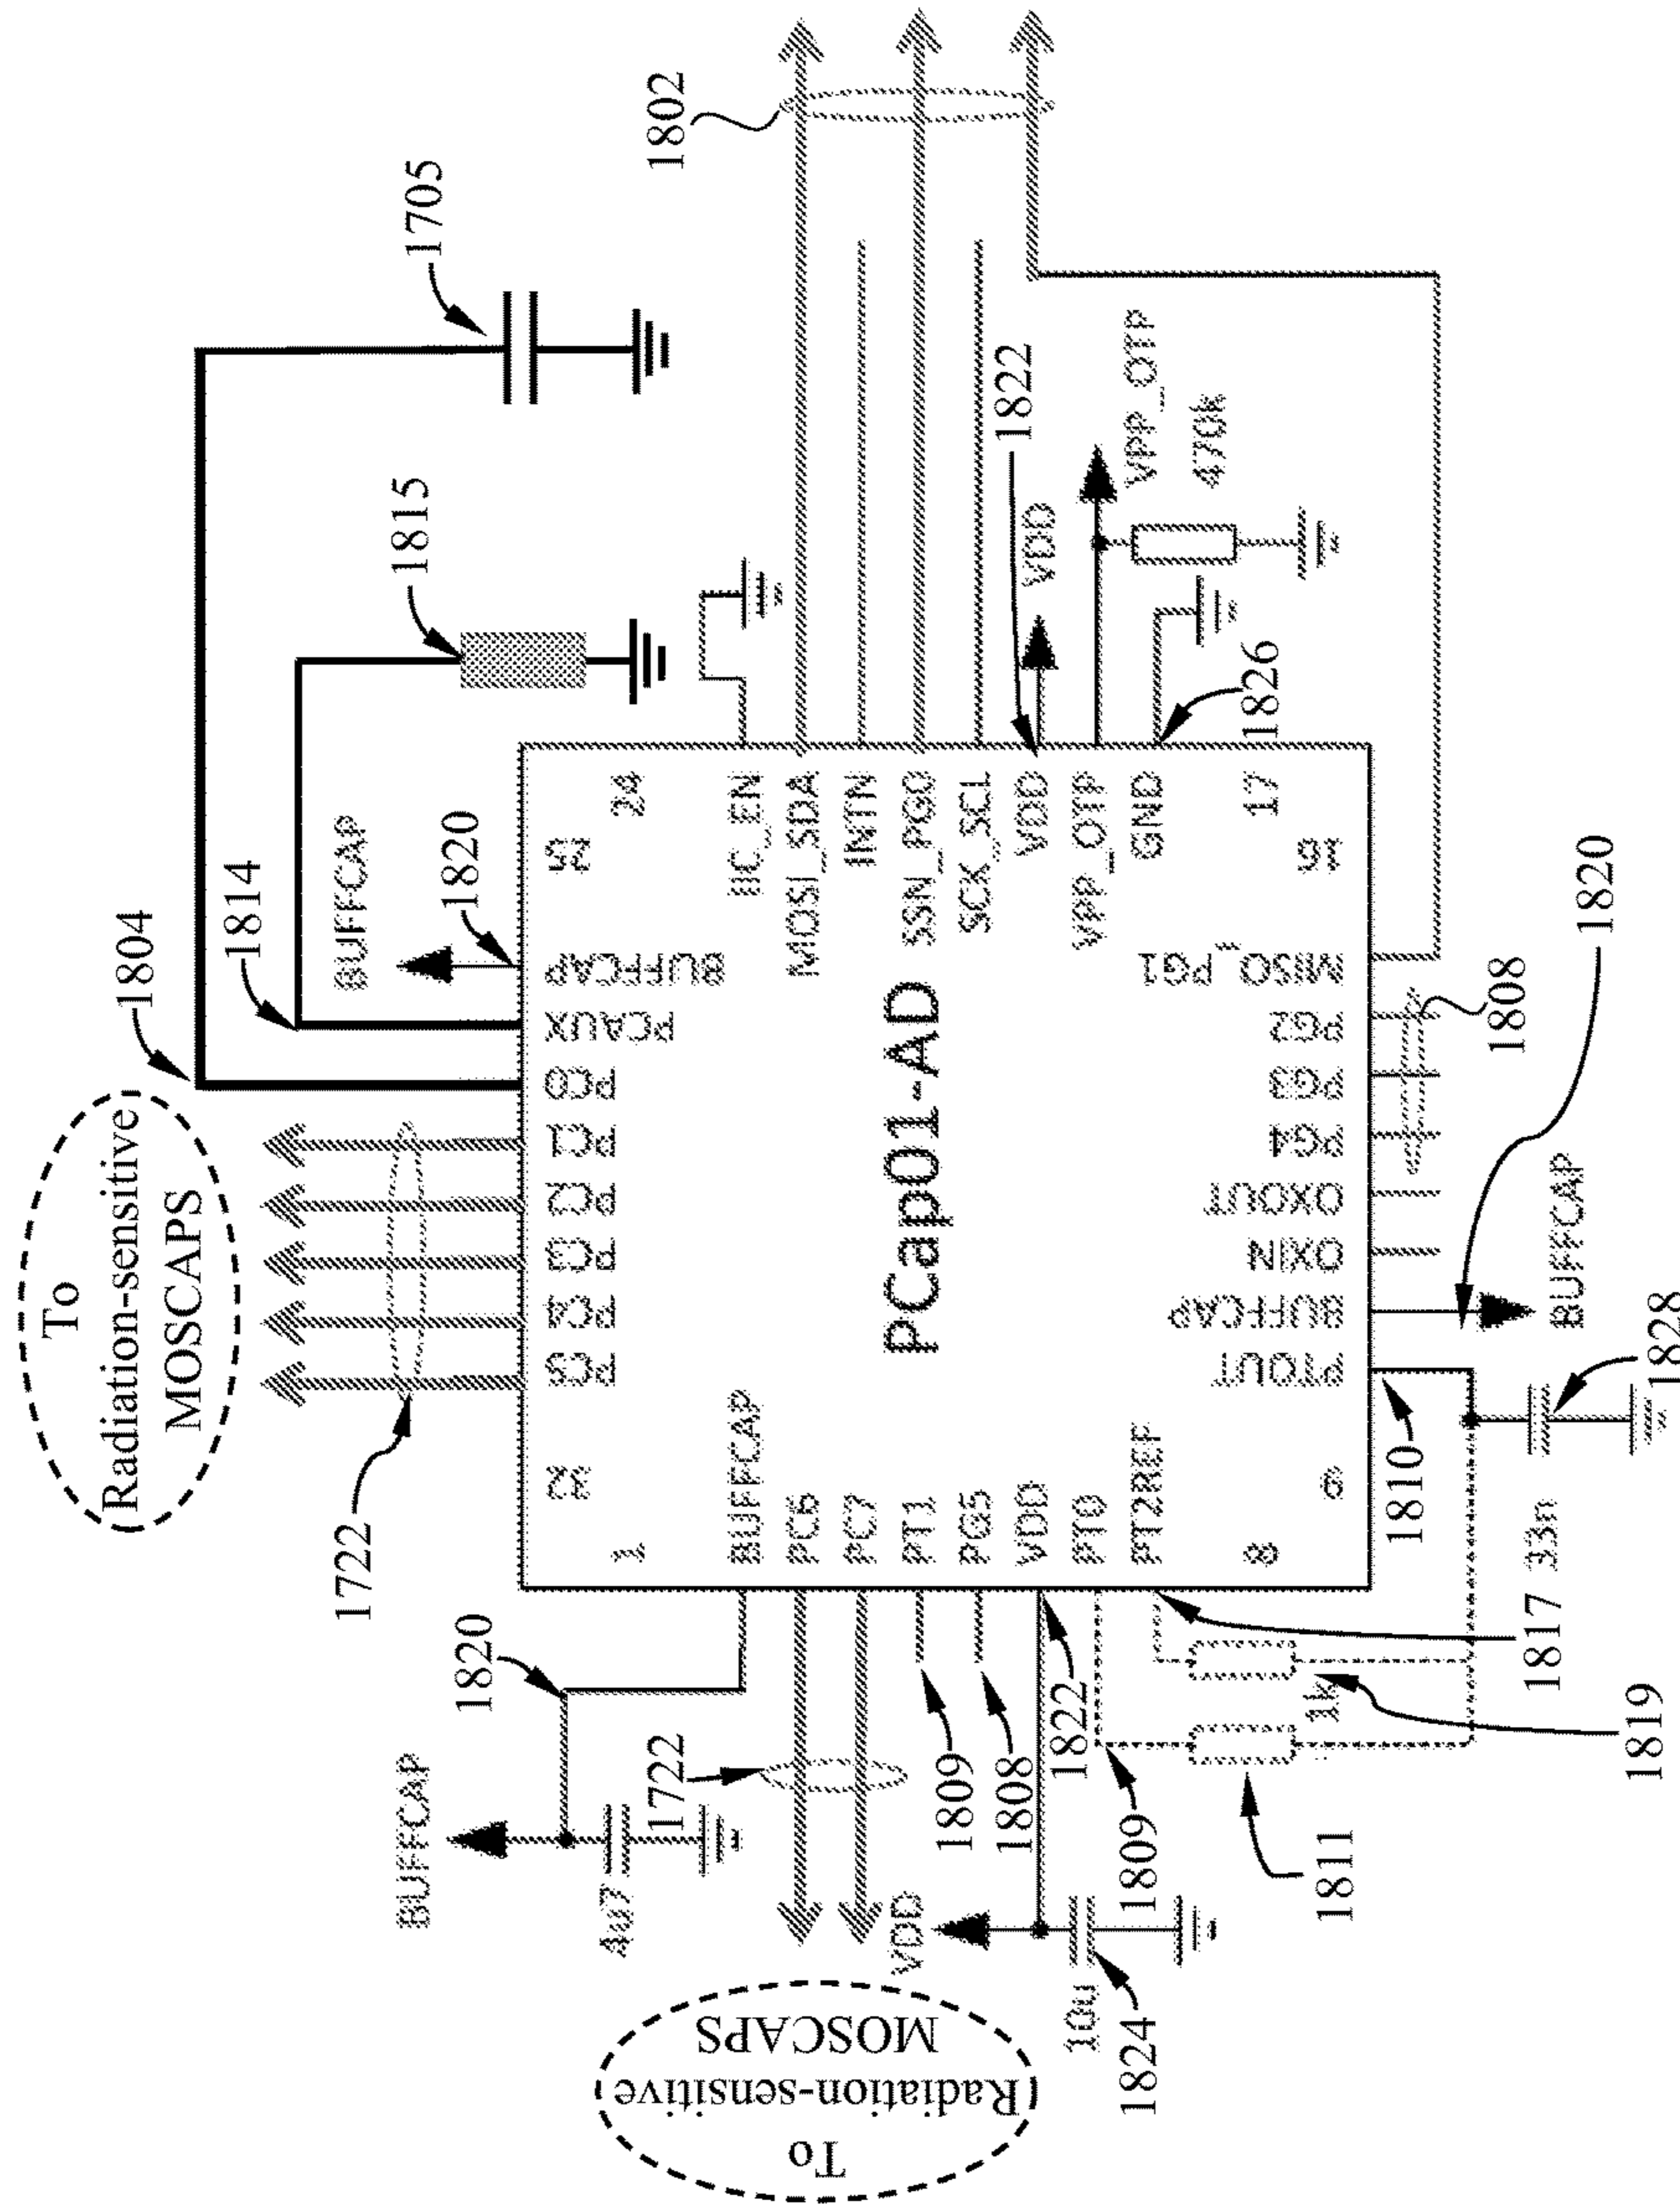 To
Radiation-sensitive
MOSCAPS
1804
1814
BUFFCAP
1820
1815
1705
1802
1722
PC5
PC4
PC3
PC2
PC1
PC0
PCAUX
BUFFCAP
32
25
1
24
BUFFCAP
PC6
PC7
PT1
PG5
VDD
PT0
PT2REF
8
9
PCap01-AD
IIC_EN
MOSI_SDA
INTN
SSN_PG0
SCK_SCL
VDD
VPP_OTP
GND
17
16
PTOUT
BUFFCAP
OXIN
OXOUT
PG4
PG3
PG2
MISO_PG1
1820
BUFFCAP
4u7
1722
To
Radiation-sensitive
MOSCAPS
VDD
10u
1824
1809
1808
1822
1809
1811
1k
1819
1817
33n
1810
1828
BUFFCAP
1820
1808
1826
1822
VDD
VPP_OTP
470k